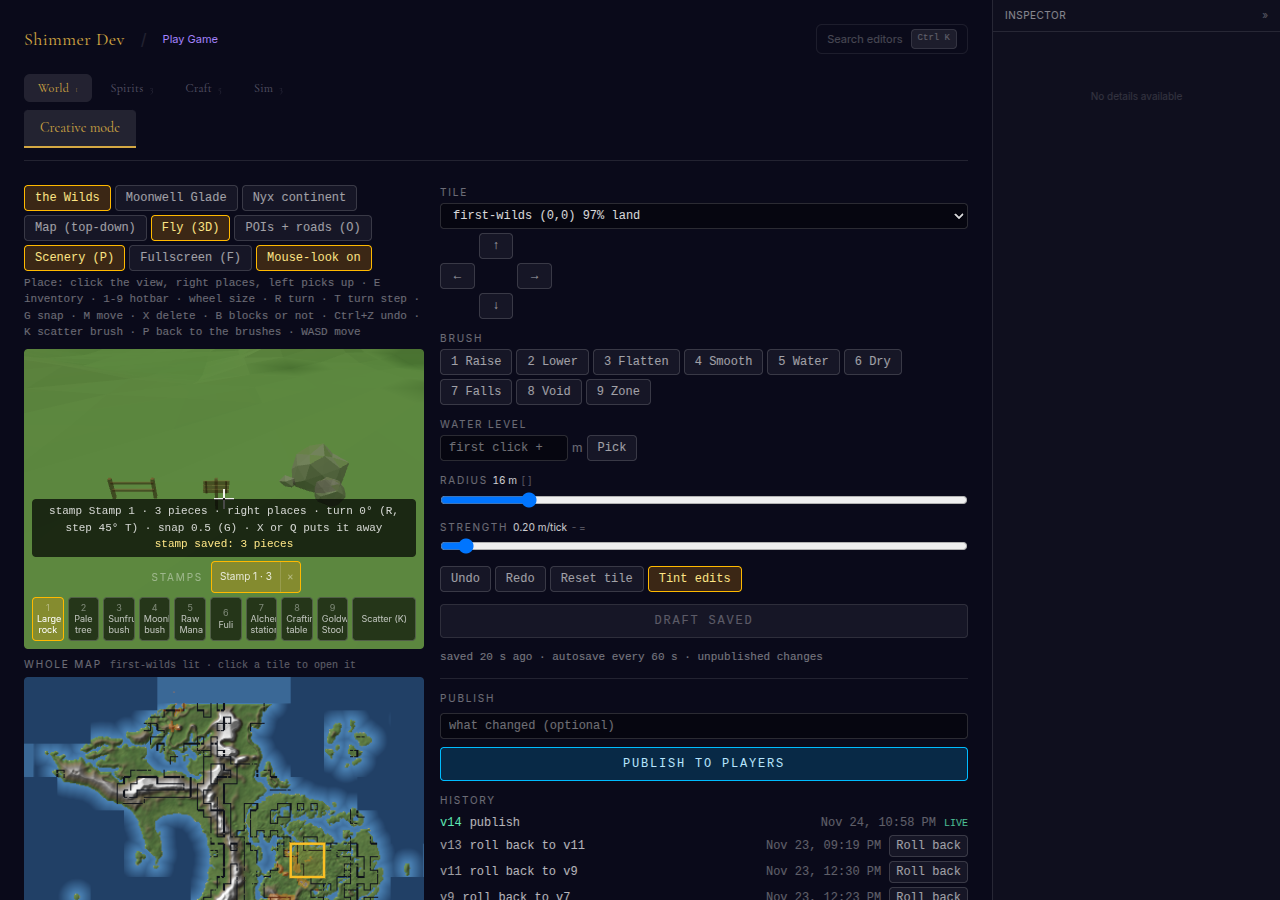 Shimmer Dev / Play Game
Search editors Ctrl K
INSPECTOR »
No details available
World Spirits Craft Sim
Creative mode
the Wilds Moonwell Glade Nyx continent
Map (top-down) Fly (3D) POIs + roads (O)
Scenery (P) Fullscreen (F) Mouse-look on
Place: click the view, right places, left picks up · E
inventory · 1-9 hotbar · wheel size · R turn · T turn step ·
G snap · M move · X delete · B blocks or not · Ctrl+Z undo ·
K scatter brush · P back to the brushes · WASD move
stamp Stamp 1 · 3 pieces · right places · turn 0° (R,
step 45° T) · snap 0.5 (G) · X or Q puts it away
stamp saved: 3 pieces
STAMPS Stamp 1 · 3 ×
1 2 3 4 5 6 7 8 9
Large rock
Pale tree
Sunfru bush
Moon bush
Raw Mana
Fuli
Alcher station
Craftir table
Goldw Stool
Scatter (K)
WHOLE MAP first-wilds lit · click a tile to open it
TILE
first-wilds (0,0) 97% land
↑
← →
↓
BRUSH
1 Raise 2 Lower 3 Flatten 4 Smooth 5 Water 6 Dry
7 Falls 8 Void 9 Zone
WATER LEVEL
first click + m Pick
RADIUS 16 m [ ]
STRENGTH 0.20 m/tick - =
Undo Redo Reset tile Tint edits
DRAFT SAVED
saved 20 s ago · autosave every 60 s · unpublished changes
PUBLISH
what changed (optional)
PUBLISH TO PLAYERS
HISTORY
v14 publish Nov 24, 10:58 PM LIVE
v13 roll back to v11 Nov 23, 09:19 PM Roll back
v11 roll back to v9 Nov 23, 12:30 PM Roll back
v9 roll back to v7 Nov 23, 12:23 PM Roll back